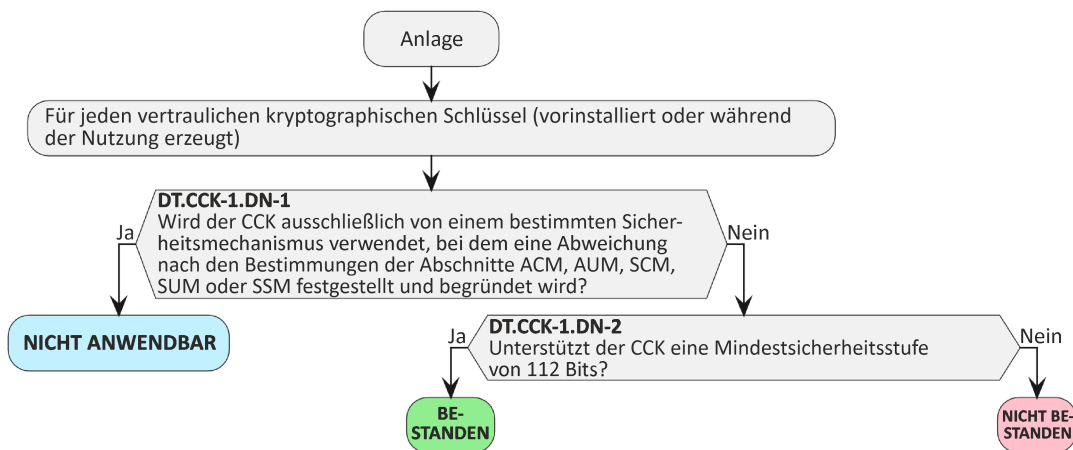 Anlage
Für jeden vertraulichen kryptographischen Schlüssel (vorinstalliert oder während
der Nutzung erzeugt)
DT.CCK-1.DN-1
Wird der CCK ausschließlich von einem bestimmten Sicher-
heitsmechanismus verwendet, bei dem eine Abweichung
nach den Bestimmungen der Abschnitte ACM, AUM, SCM,
SUM oder SSM festgestellt und begründet wird?
Ja
Nein
NICHT ANWENDBAR
DT.CCK-1.DN-2
Unterstützt der CCK eine Mindestsicherheitsstufe
von 112 Bits?
Ja
Nein
BE-
STANDEN
NICHT BE-
STANDEN